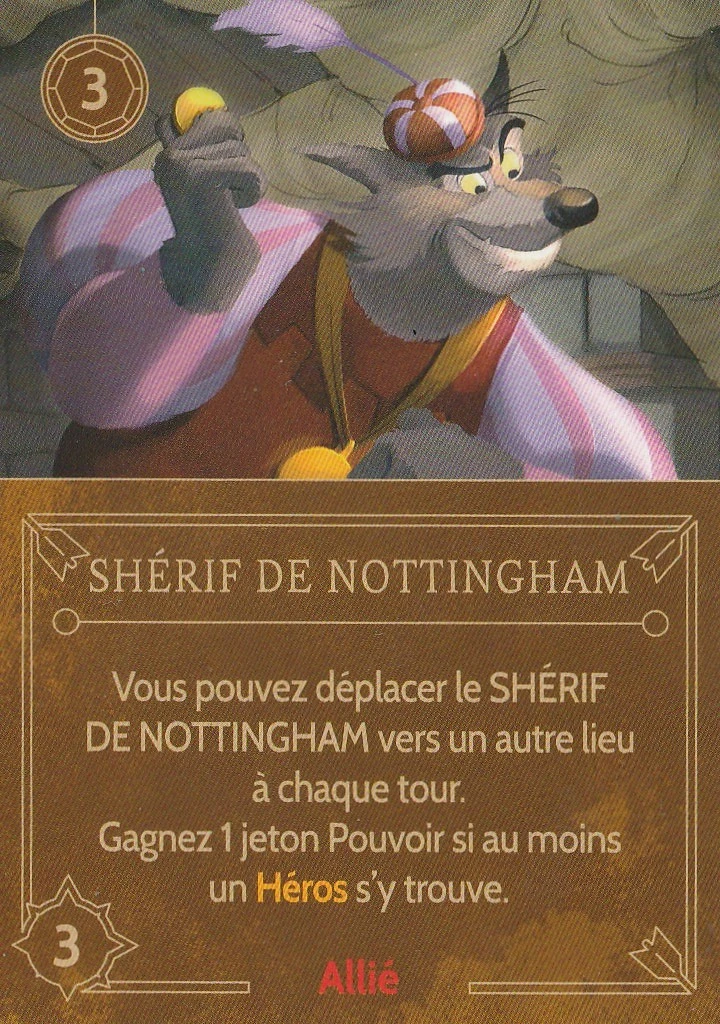 3
SHÉRIF DE NOTTINGHAM
Vous pouvez déplacer le SHÉRIF
DE NOTTINGHAM vers un autre lieu
à chaque tour.
Gagnez 1 jeton Pouvoir si au moins
un Héros s'y trouve.
3
Allié